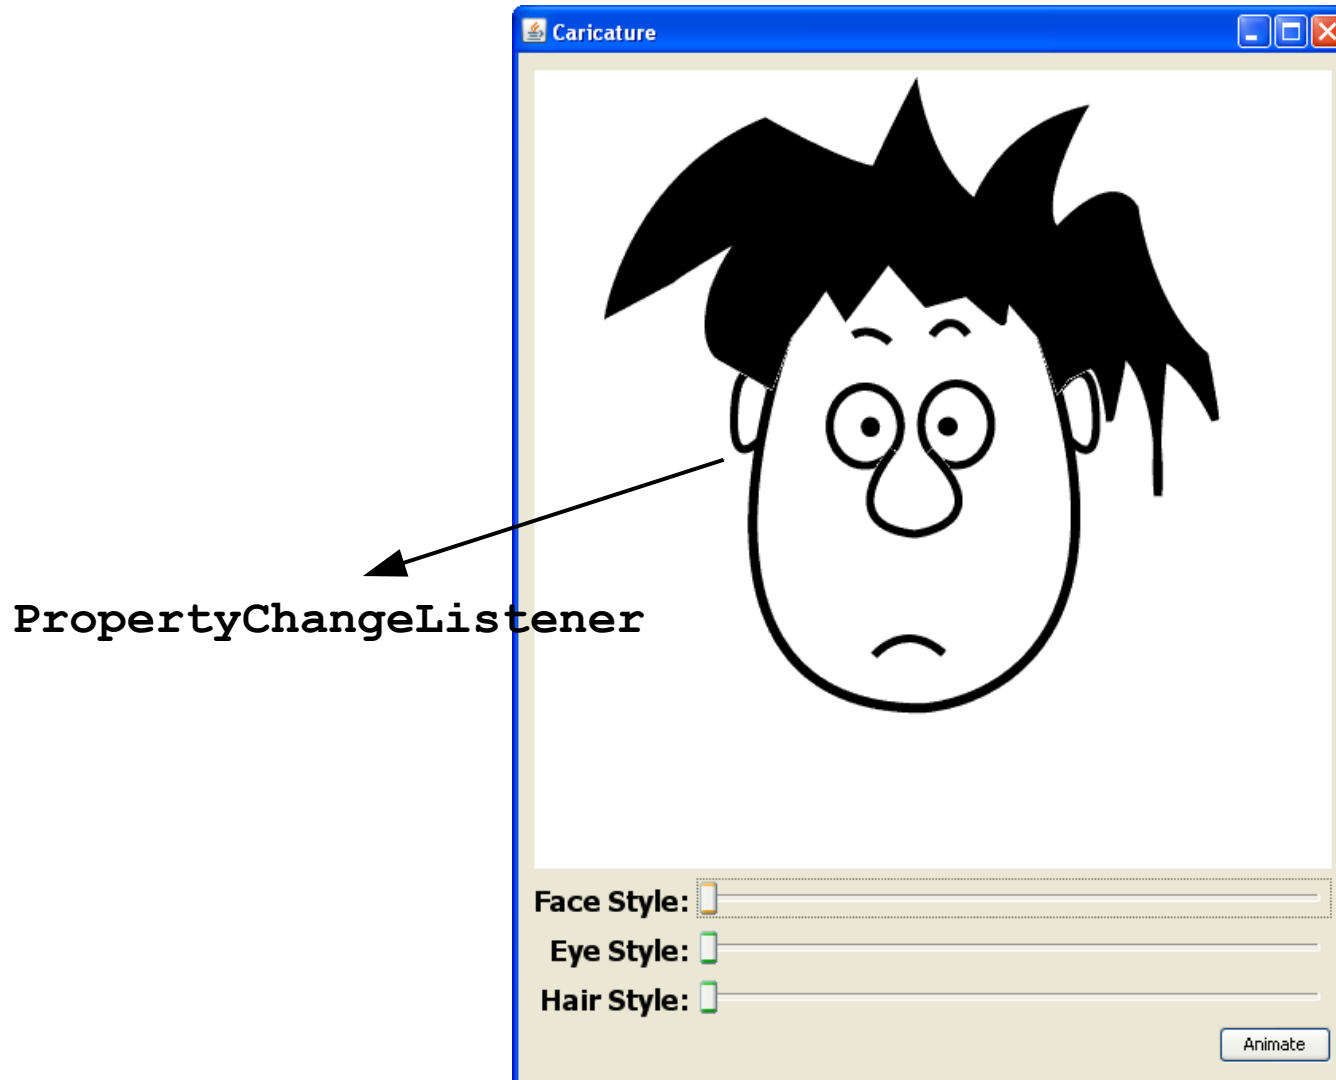 Caricature
PropertyChangeListener
Face Style:
Eye Style:
Hair Style:
Animate